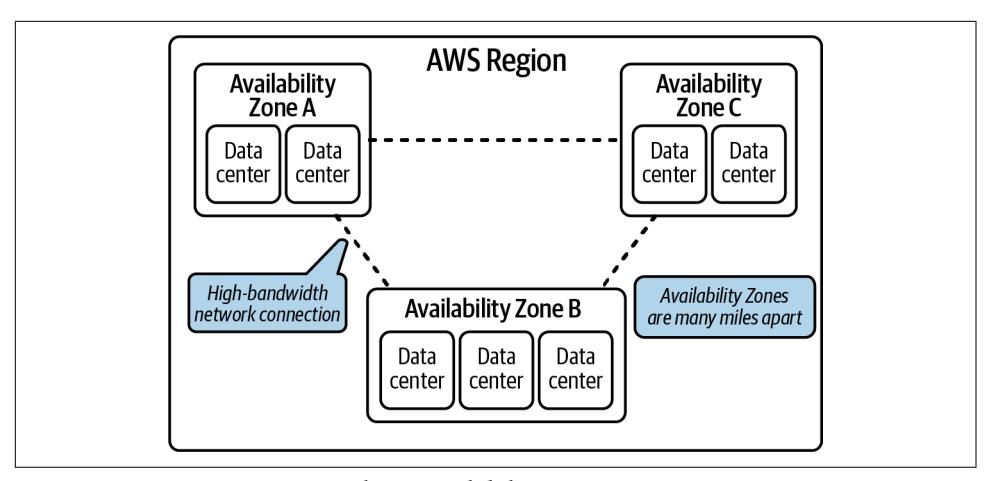 AWS Region
Availability
Zone A
Data
center
Data
center
Availability
Zone C
Data
center
Data
center
High-bandwidth
network connection
Availability Zone B
Data
center
Data
center
Data
center
Availability Zones
are many miles apart